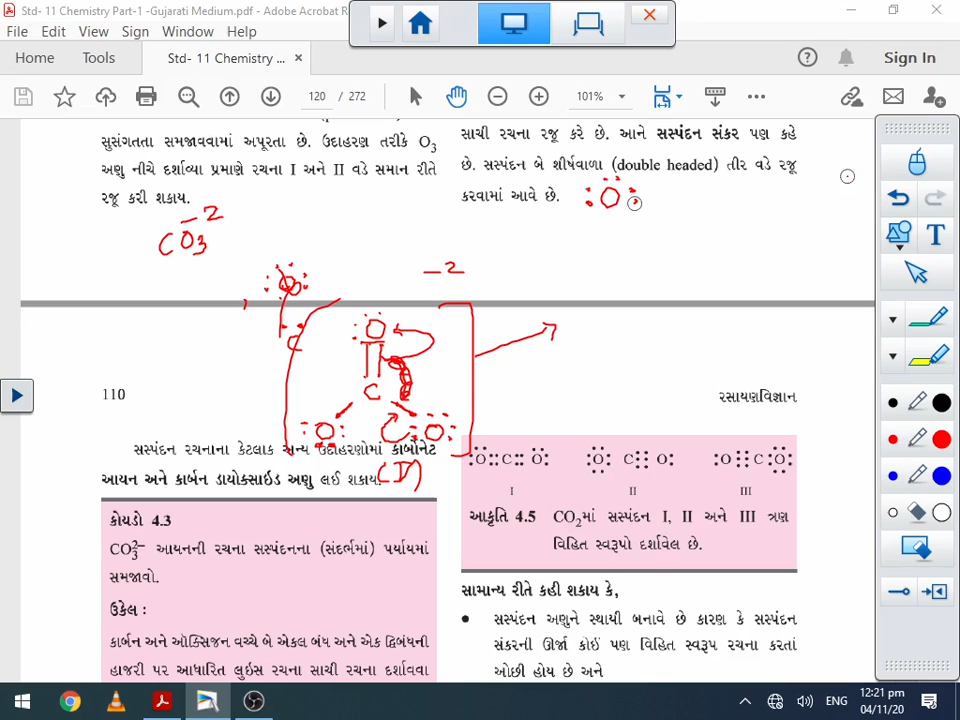 Std- 11 Chemistry Part-1 -Gujarati Medium.pdf - Adobe Acrobat R
File Edit View Sign Window Help
Home Tools Std- 11 Chemistry ... × Sign In
120 / 272 101%
સુસંગતતા સમજાવવામાં અપૂરતા છે. ઉદાહરણ તરીકે O3
અણુ નીચે દર્શાવ્યા પ્રમાણે રચના I અને II વડે સમાન રીતે
રજૂ કરી શકાય.
CO3 -2
સાચી રચના રજૂ કરે છે. આને સસ્પંદન સંકર પણ કહે
છે. સસ્પંદન બે શીર્ષવાળા (double headed) તીર વડે રજૂ
કરવામાં આવે છે. :O:
-2
O
C
O
C
O O
(I)
110 રસાયણવિજ્ઞાન
સસ્પંદન રચનાના કેટલાક અન્ય ઉદાહરણોમાં કાર્બોનેટ
આયન અને કાર્બન ડાયોક્સાઇડ અણુ લઈ શકાય.
કોયડો 4.3
CO3 2− આયનની રચના સસ્પંદનના (સંદર્ભમાં) પર્યાયમાં
સમજાવો.
ઉકેલ :
કાર્બન અને ઑક્સિજન વચ્ચે બે એકલ બંધ અને એક દ્વિબંધની
હાજરી પર આધારિત લુઇસ રચના સાચી રચના દર્શાવવા
O C O O C O O C O
I II III
આકૃતિ 4.5 CO2માં સસ્પંદન I, II અને III ત્રણ
વિહિત સ્વરૂપો દર્શાવેલ છે.
સામાન્ય રીતે કહી શકાય કે,
• સસ્પંદન અણુને સ્થાયી બનાવે છે કારણ કે સસ્પંદન
સંકરની ઊર્જા કોઈ પણ વિહિત સ્વરૂપ રચના કરતાં
ઓછી હોય છે અને
T
ENG 12:21 pm
04/11/20